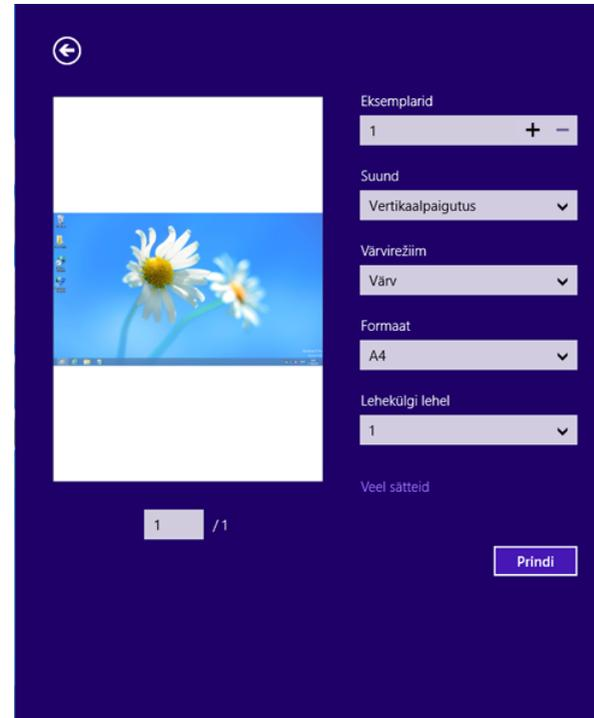 Eksemplarid
1
Suund
Vertikaalpaigutus
Värvirežiim
Värv
Formaat
A4
Lehekülgi lehel
1
Veel sätteid
1 / 1
Prindi